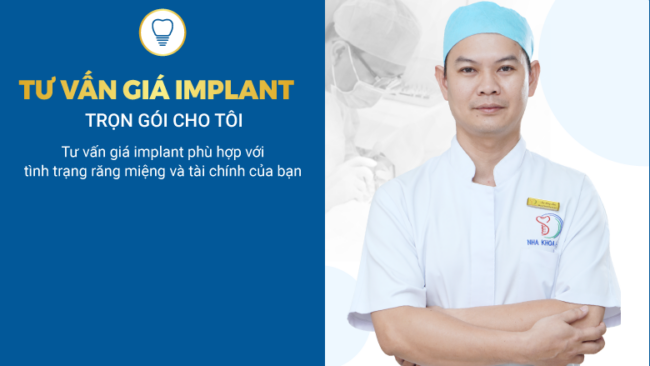 TƯ VẤN GIÁ IMPLANT
TRỌN GÓI CHO TÔI
Tư vấn giá implant phù hợp với
tình trạng răng miệng và tài chính của bạn
NHA KHOA